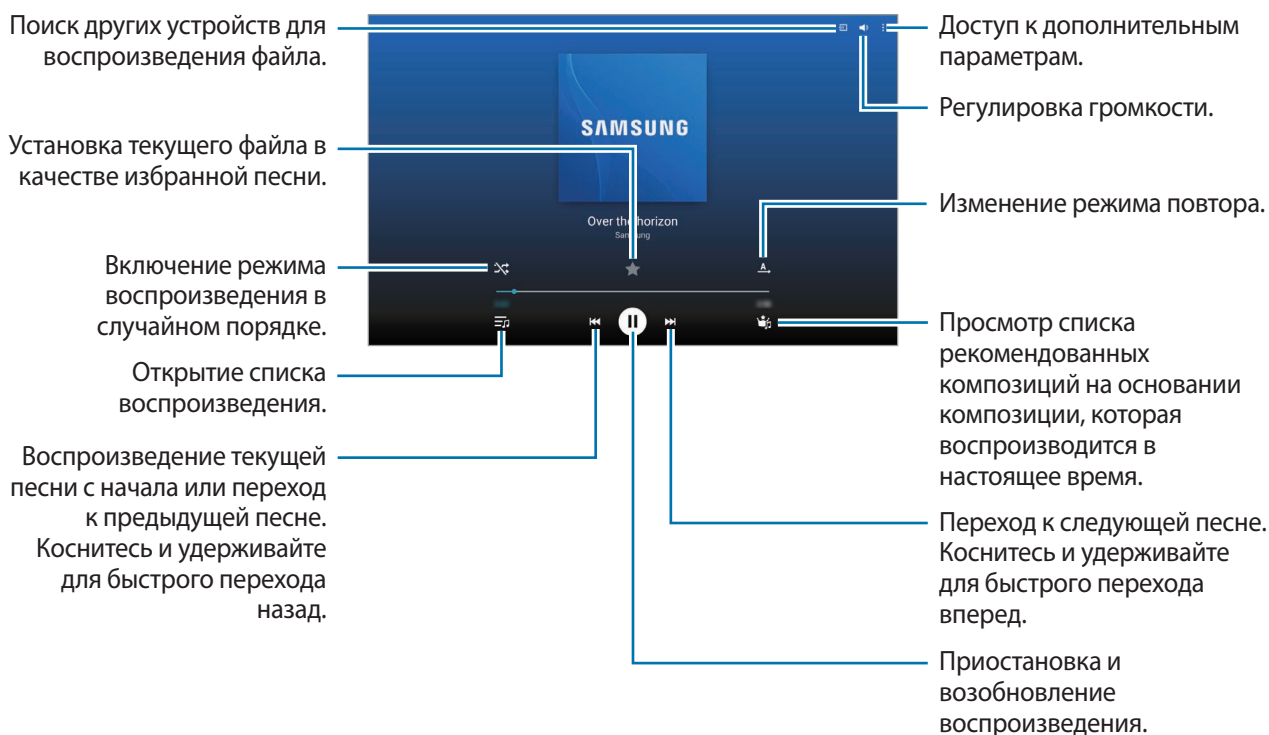 Поиск других устройств для
воспроизведения файла.
Установка текущего файла в
качестве избранной песни.
Включение режима
воспроизведения в
случайном порядке.
Открытие списка
воспроизведения.
Воспроизведение текущей
песни с начала или переход
к предыдущей песне.
Коснитесь и удерживайте
для быстрого перехода
назад.
SAMSUNG
Over the horizon
Samsung
A
Доступ к дополнительным
параметрам.
Регулировка громкости.
Изменение режима повтора.
Просмотр списка
рекомендованных
композиций на основании
композиции, которая
воспроизводится в
настоящее время.
Переход к следующей песне.
Коснитесь и удерживайте
для быстрого перехода
вперед.
Приостановка и
возобновление
воспроизведения.